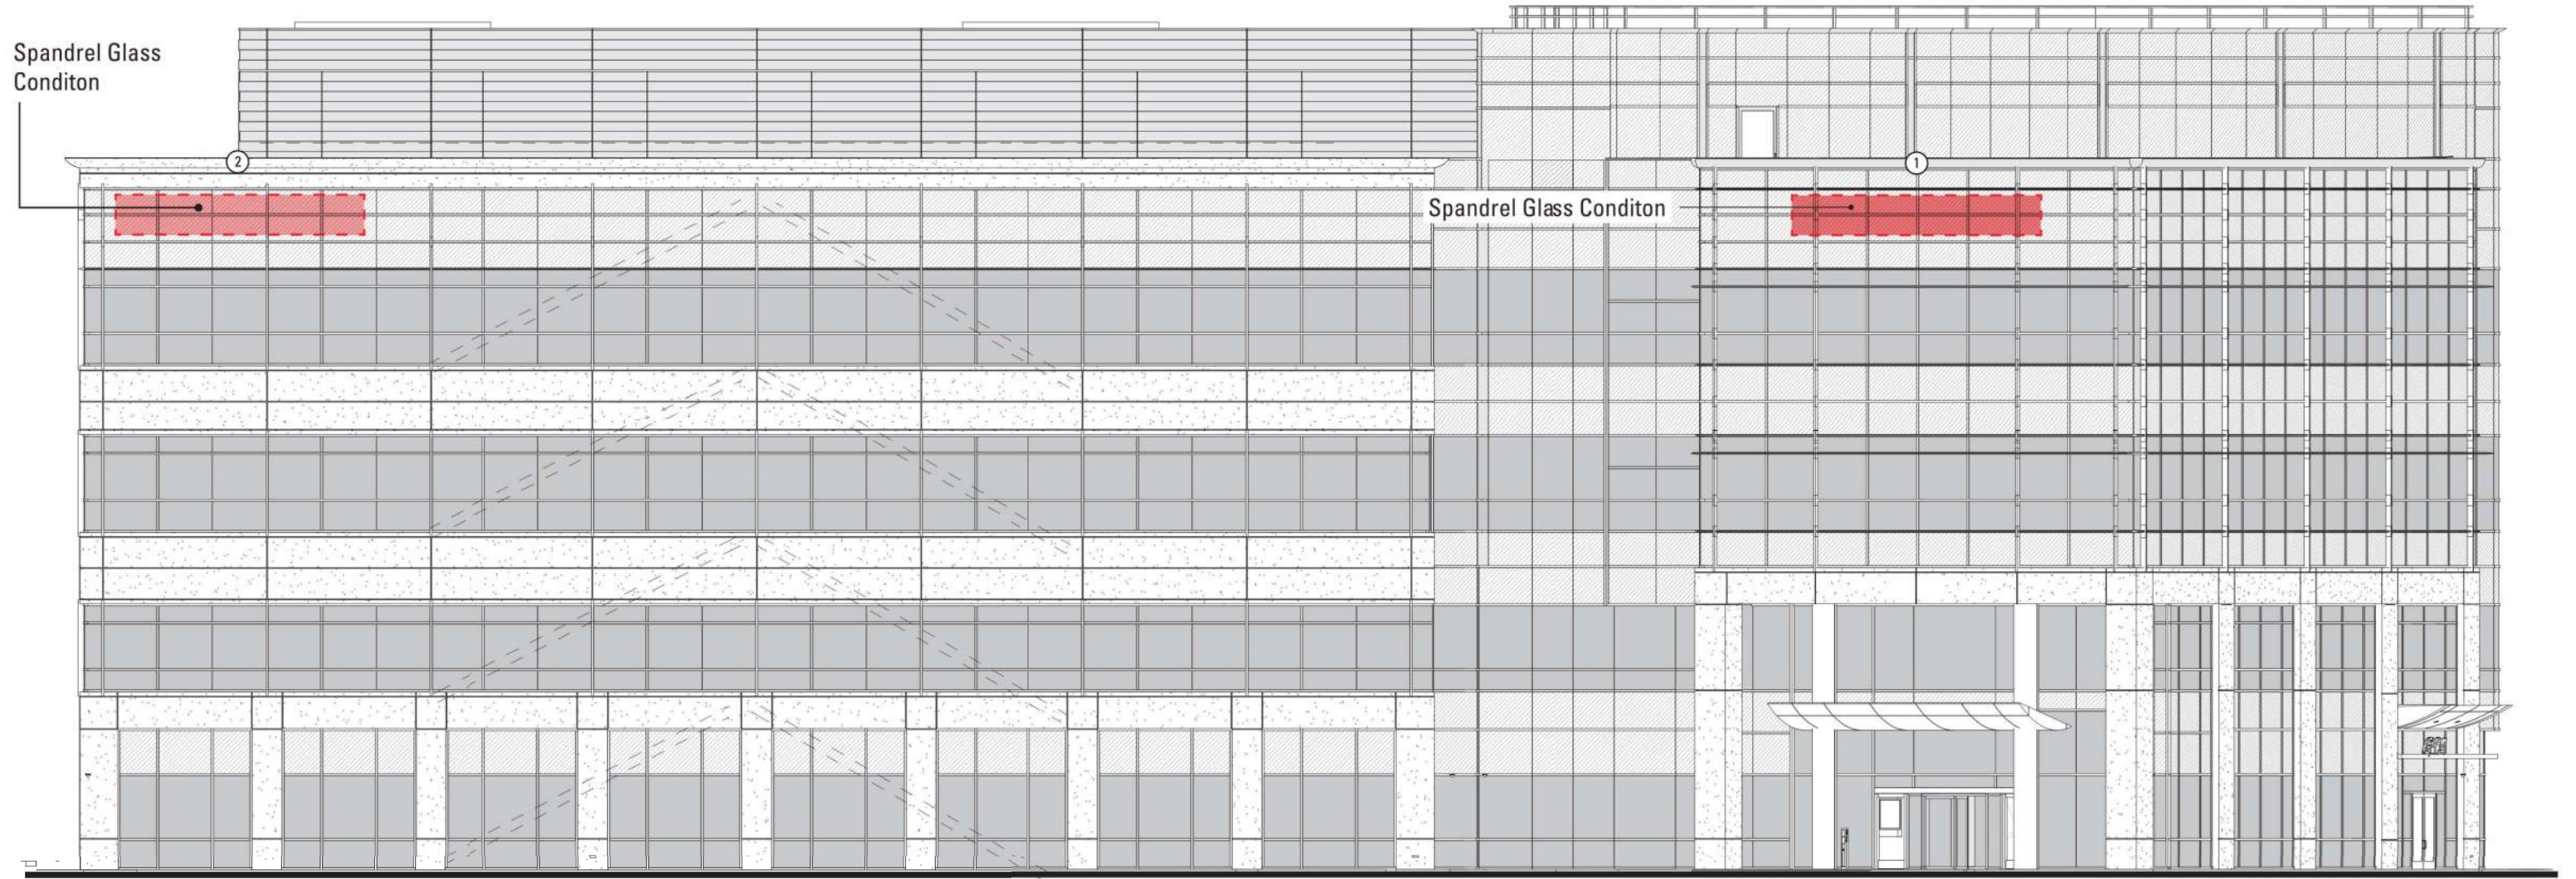 Spandrel Glass
Conditon
2
1
Spandrel Glass Conditon